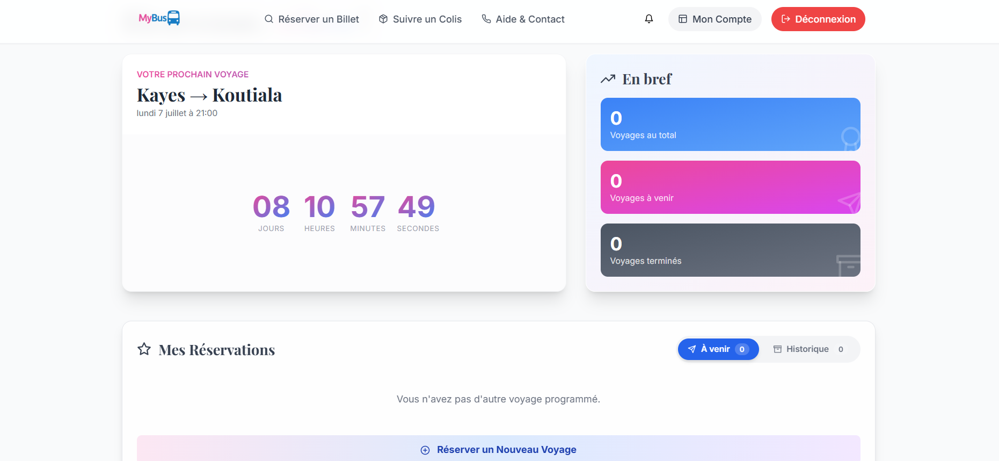 MyBus
Réserver un Billet
Suivre un Colis
Aide & Contact
Mon Compte
Déconnexion
VOTRE PROCHAIN VOYAGE
Kayes → Koutiala
lundi 7 juillet à 21:00
08 10 57 49
JOURS HEURES MINUTES SECONDES
En bref
0
Voyages au total
0
Voyages à venir
0
Voyages terminés
Mes Réservations
À venir 0
Historique 0
Vous n'avez pas d'autre voyage programmé.
Réserver un Nouveau Voyage